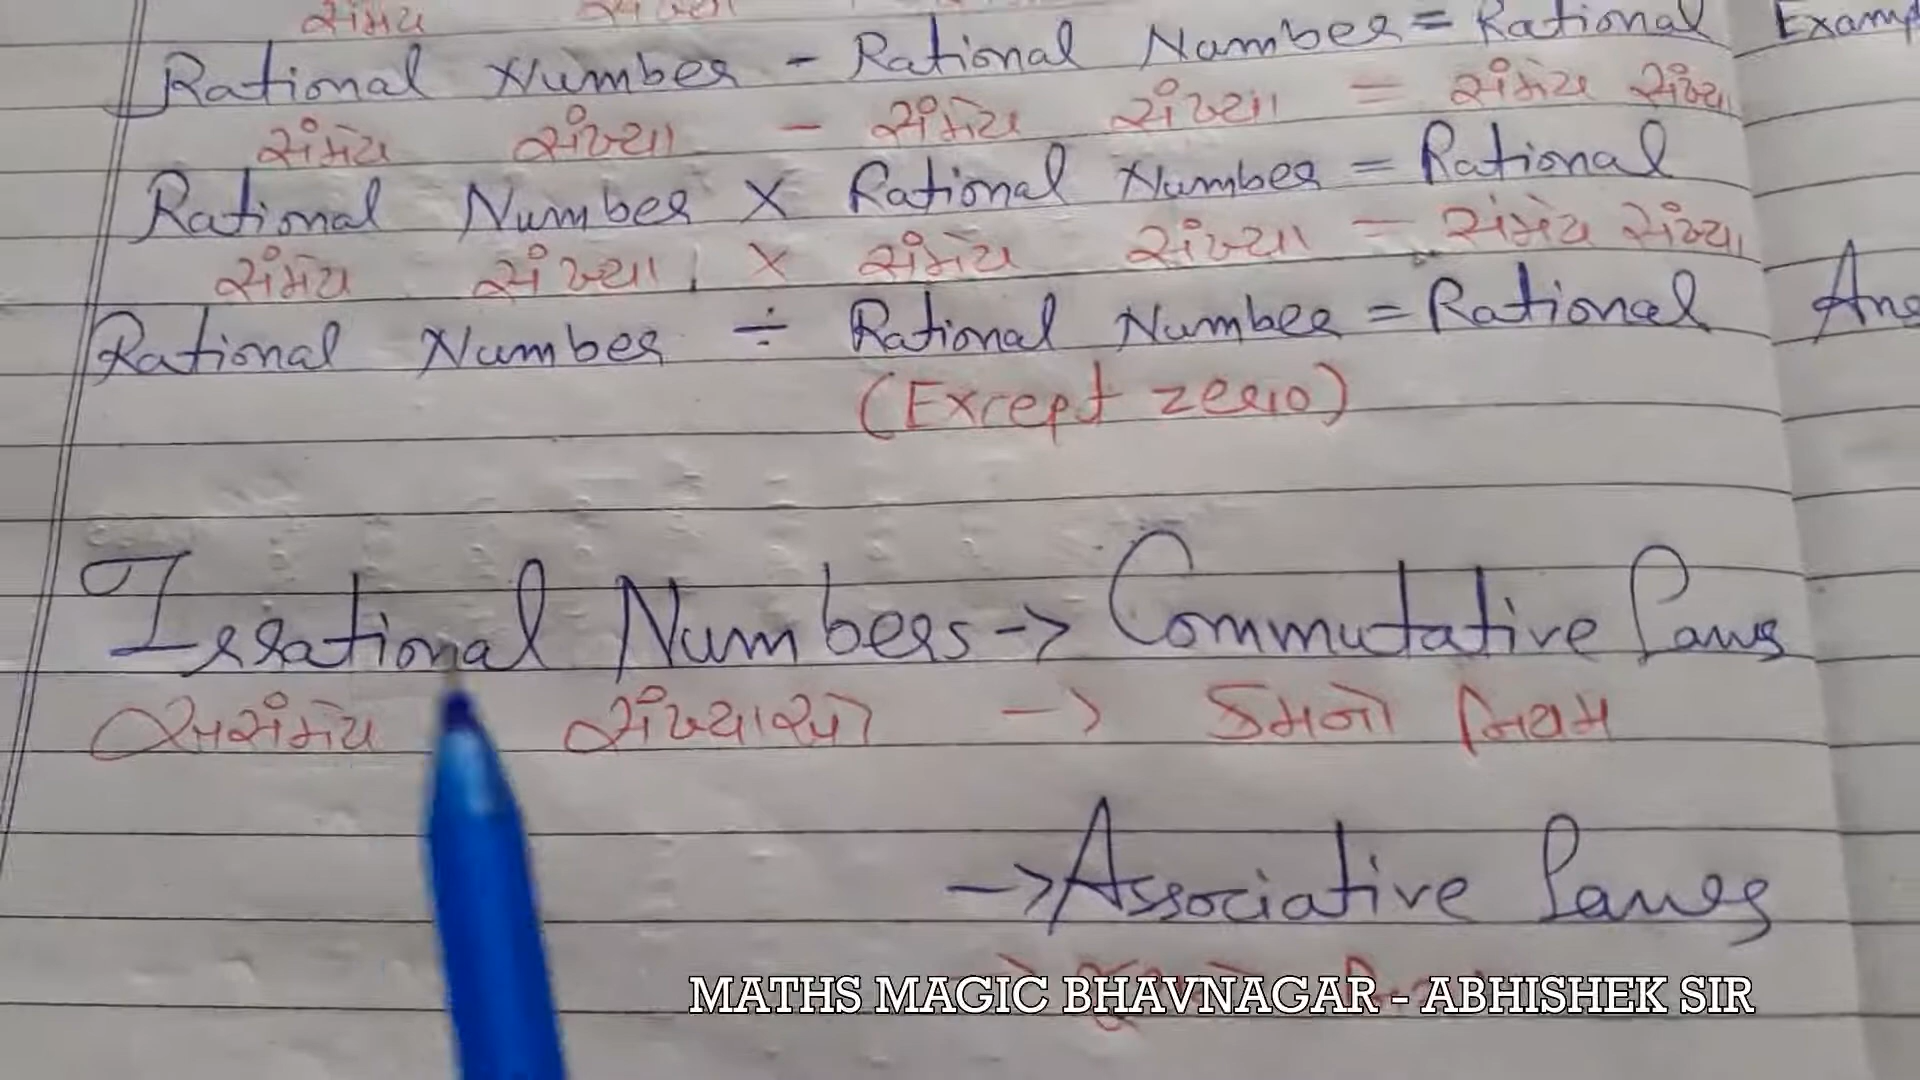 સંમેય
Rational Number - Rational Number = Rational
સંમેય સંખ્યા - સંમેય સંખ્યા = સંમેય સંખ્યા
Rational Number × Rational Number = Rational
સંમેય સંખ્યા × સંમેય સંખ્યા = સંમેય સંખ્યા
Rational Number ÷ Rational Number = Rational
(Except zero)
Irrational Numbers -> Commutative Laws
અસંમેય સંખ્યાઓ -> ક્રમનો નિયમ
-> Associative Laws
MATHS MAGIC BHAVNAGAR - ABHISHEK SIR